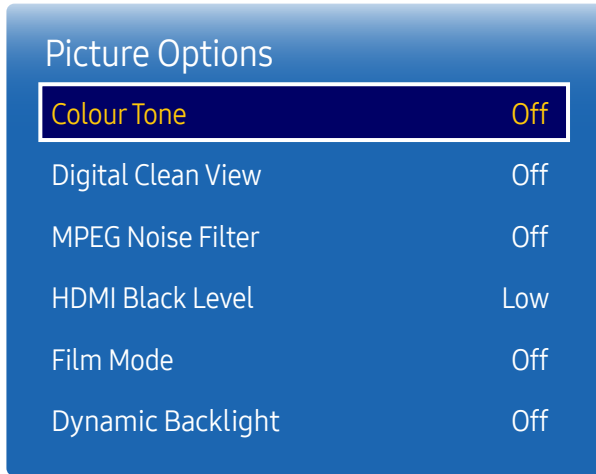 Picture Options
Colour Tone Off
Digital Clean View Off
MPEG Noise Filter Off
HDMI Black Level Low
Film Mode Off
Dynamic Backlight Off